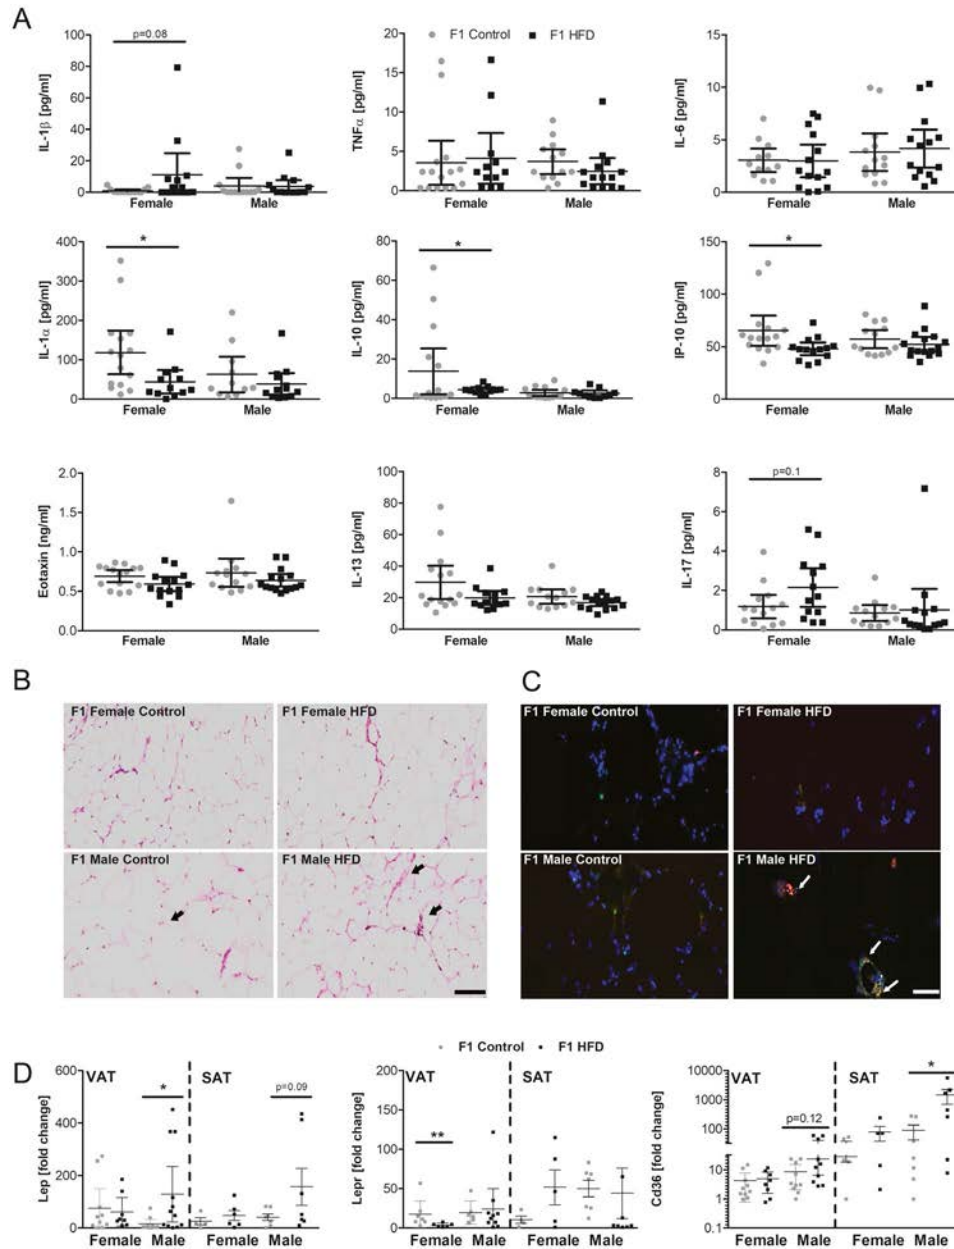 A
F1 Control F1 HFD
IL-1β [pg/ml]
100
80
60
40
20
0
p=0.08
Female Male
TNFα [pg/ml]
20
15
10
5
0
Female Male
IL-6 [pg/ml]
15
10
5
0
Female Male
IL-1α [pg/ml]
400
300
200
100
0
*
Female Male
IL-10 [pg/ml]
80
60
40
20
0
*
Female Male
IP-10 [pg/ml]
150
100
50
0
*
Female Male
Eotaxin [ng/ml]
2.0
1.5
1.0
0.5
0.0
Female Male
IL-13 [pg/ml]
100
80
60
40
20
0
Female Male
IL-17 [pg/ml]
8
6
4
2
0
p=0.1
Female Male
B
F1 Female Control
F1 Female HFD
F1 Male Control
F1 Male HFD
C
F1 Female Control
F1 Female HFD
F1 Male Control
F1 Male HFD
D
F1 Control F1 HFD
Lep [fold change]
600
400
200
0
VAT SAT
*
p=0.09
Female Male Female Male
Lepr [fold change]
200
150
100
50
0
VAT SAT
**
Female Male Female Male
Cd36 [fold change]
10000
1000
100
10
1
0.1
VAT SAT
p=0.12
*
Female Male Female Male